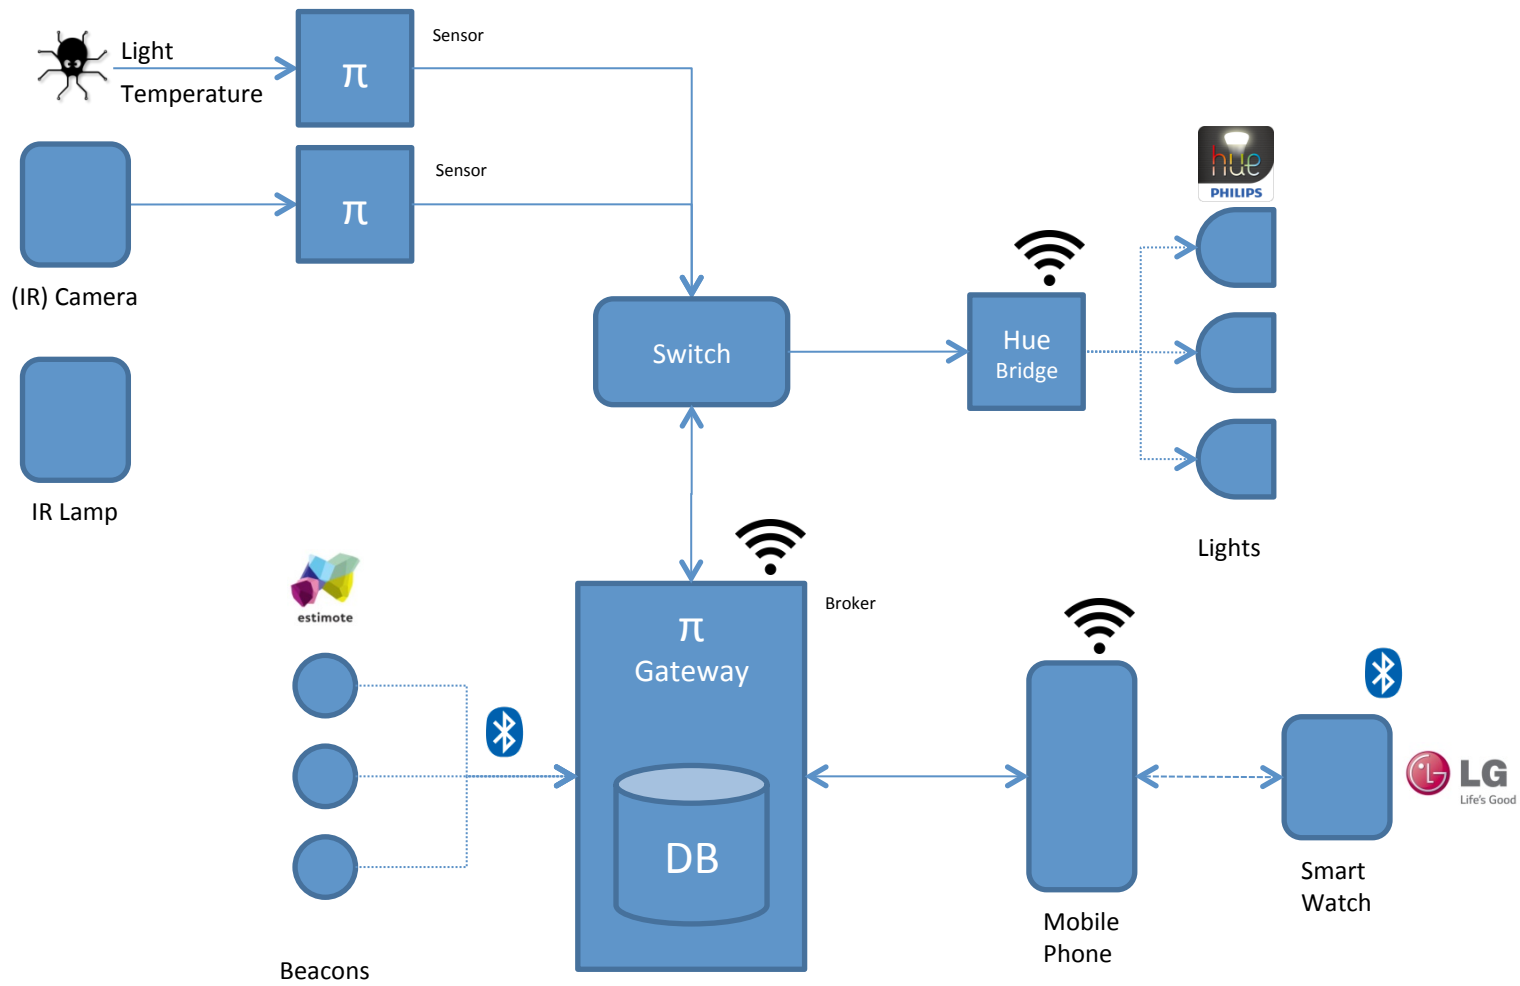 Light
Temperature
π
Sensor
(IR) Camera
π
Sensor
IR Lamp
Switch
Hue
Bridge
hue
PHILIPS
Lights
estimote
Beacons
π
Gateway
DB
Broker
Mobile
Phone
Smart
Watch
LG
Life's Good